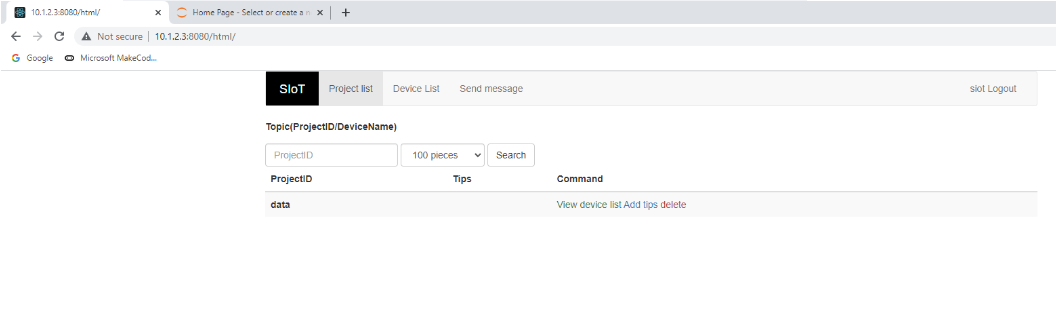 10.1.2.3:8080/html/
Home Page - Select or create a n
Not secure 10.1.2.3:8080/html/
Google Microsoft MakeCod...
SIoT Project list Device List Send message siot Logout
Topic(ProjectID/DeviceName)
ProjectID 100 pieces Search
ProjectID Tips Command
data View device list Add tips delete